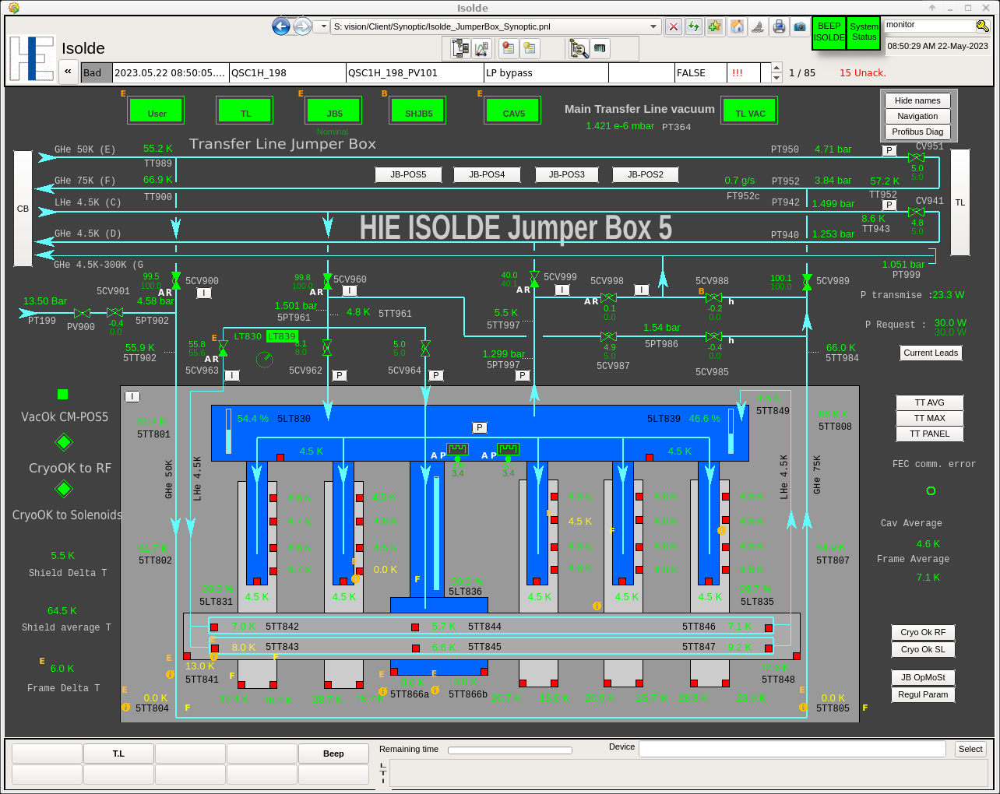 Isolde
S: vision/Client/Synoptic/Isolde_JumperBox_Synoptic.pnl
BEEP ISOLDE
System Status
monitor
HE
Isolde
08:50:29 AM 22-May-2023
« Bad 2023.05.22 08:50:05.... QSC1H_198 QSC1H_198_PV101 LP bypass FALSE !!! 1 / 85 15 Unack.
E User TL E JB5 B SHJB5 E CAV5 Main Transfer Line vacuum TL VAC
Nominal 1.421 e-6 mbar PT364
Hide names
Navigation
Profibus Diag
Transfer Line Jumper Box
GHe 50K (E) 55.2 K PT950 4.71 bar P CV951
TT989 5.0
5.0
JB-POS5 JB-POS4 JB-POS3 JB-POS2
GHe 75K (F) 66.9 K 0.7 g/s PT952 3.84 bar 57.2 K
TT900 FT952c TT952
LHe 4.5K (C) PT942 1.499 bar P CV941
CB TL
8.6 K 4.8
TT943 5.0
GHe 4.5K (D) HIE ISOLDE Jumper Box 5 PT940 1.253 bar
GHe 4.5K-300K (G 1.051 bar
PT999
99.5 5CV900 99.8 5CV960 40.0 5CV999 5CV998 5CV988 100.1 5CV989
100.0 100.0 40.1 100.0
AR I AR I AR I I B
5CV901 P transmise : 23.3 W
13.50 Bar 4.58 bar 1.501 bar 4.8 K 5TT961 5.5 K AR 0.1 -0.2 h
PT199 PV900 -0.4 5PT902 5PT961 5TT997 0.0 0.0
0.0
P Request : 30.0 W
30.0 W
1.54 bar
5PT986
E LT830 LT839
55.9 K 55.8 8.1 5.0 1.299 bar 4.9 -0.4 h 66.0 K
5TT902 55.6 8.0 5.0 5PT997 5.0 0.0 5TT984
AR
5CV963 5CV962 5CV964 5CV987 5CV985
Current Leads
I P P P
I
VacOk CM-POS5
5TT801
54.4 % 5LT830 P 5LT839 46.6 %
5TT849
5TT808
TT AVG
TT MAX
TT PANEL
4.5 K A P A P 4.5 K
3.4 3.4
CryoOK to RF
GHe 50K LHe 4.5K LHe 4.5K GHe 75K
FEC comm. error
CryoOK to Solenoids
4.5 K
F
F
Cav Average
4.6 K
Frame Average
7.1 K
5.5 K
Shield Delta T
5TT802 5TT807
E 0.0 K
F
5LT831 4.5 K 4.5 K 5LT836 4.5 K 4.5 K 4.5 K 5LT835
64.5 K
Shield average T
7.0 K 5TT842 5.7 K 5TT844 5TT846 7.1 K
E 8.0 K 5TT843 6.6 K 5TT845 5TT847 9.2 K
Cryo Ok RF
Cryo Ok SL
JB OpMoSt
Regul Param
E
6.0 K
Frame Delta T
E 13.0 K F F
5TT841 5TT848
E E
5TT866a 5TT866b
E 0.0 K E 0.0 K
5TT804 F 5TT805 F
T.L Beep
Remaining time
Device
Select